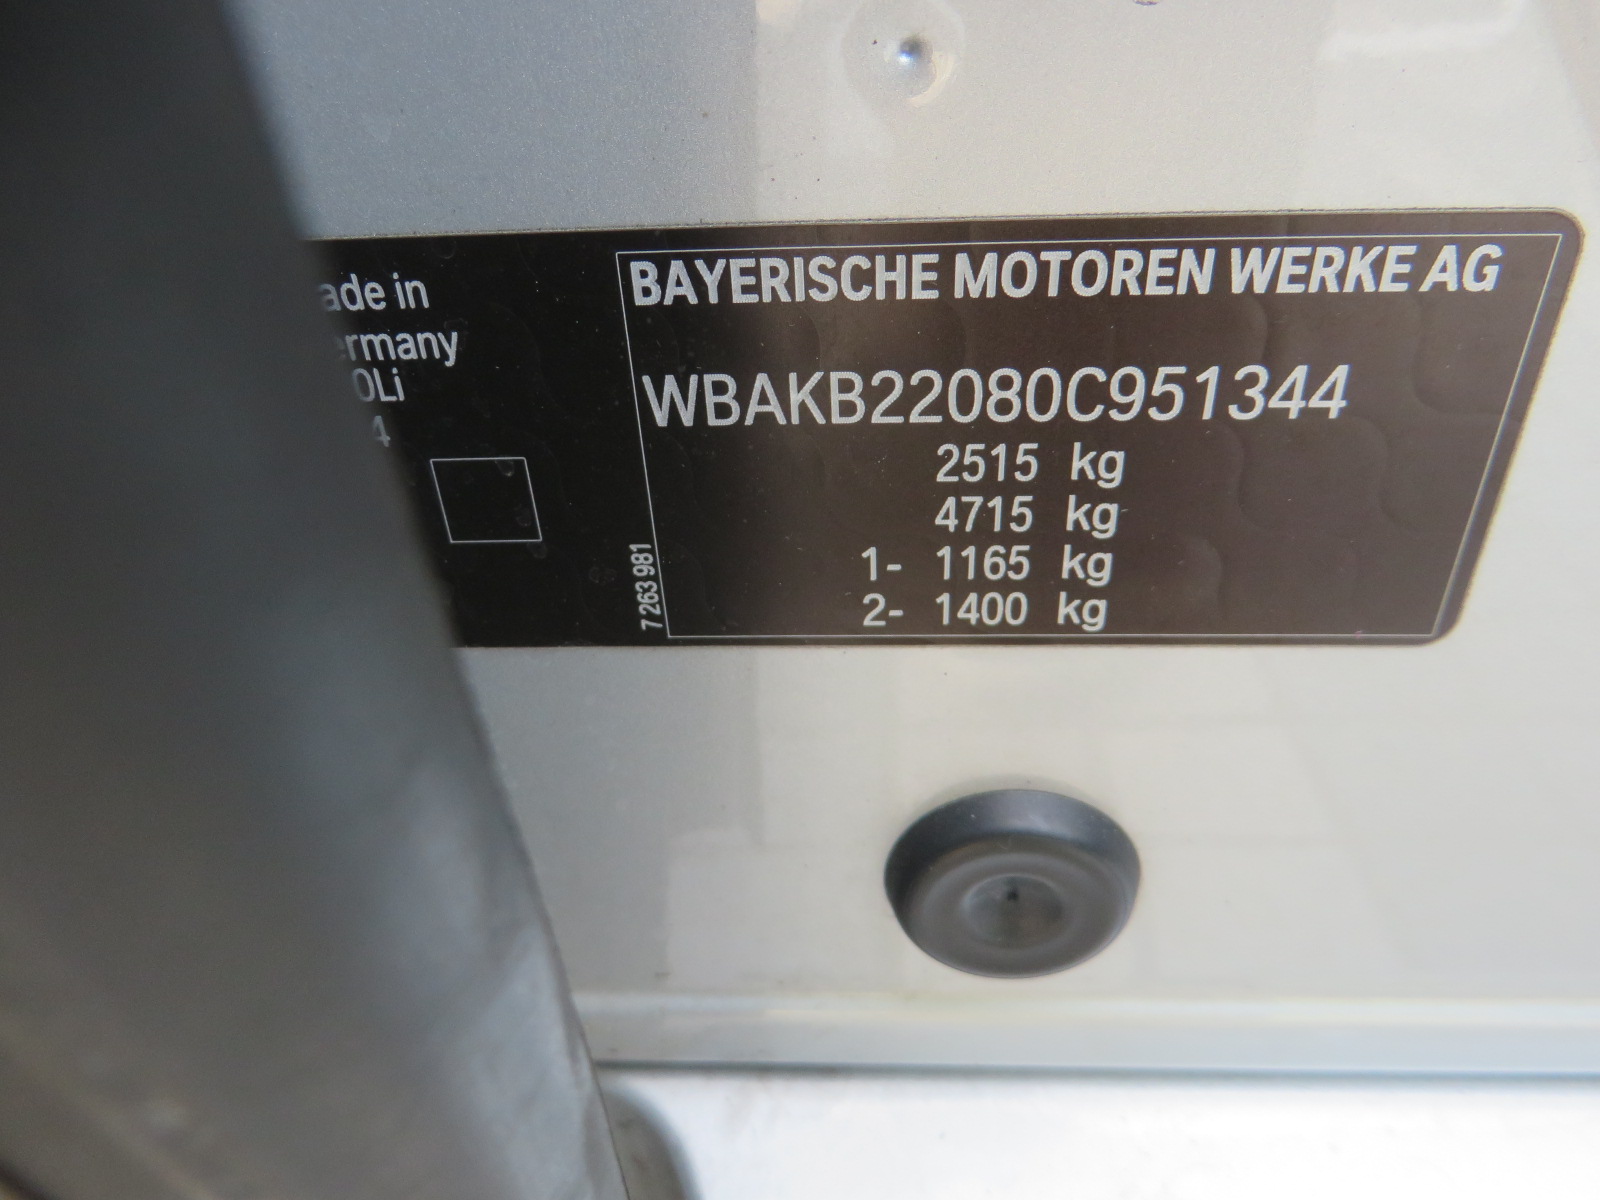 ade in
ermany
OLi
4
BAYERISCHE MOTOREN WERKE AG
WBAKB22080C951344
2515 kg
4715 kg
1- 1165 kg
2- 1400 kg
7 263 981